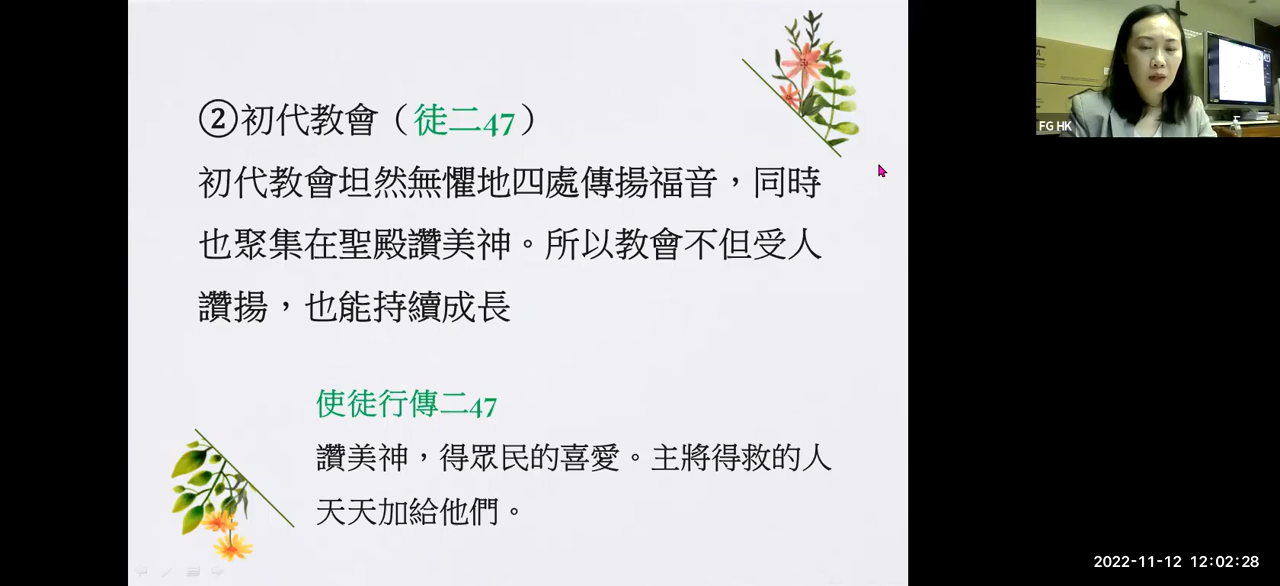 ②初代教會（徒二47）
初代教會坦然無懼地四處傳揚福音，同時
也聚集在聖殿讚美神。所以教會不但受人
讚揚，也能持續成長
使徒行傳二47
讚美神，得眾民的喜愛。主將得救的人
天天加給他們。
FG HK
2022-11-12 12:02:28